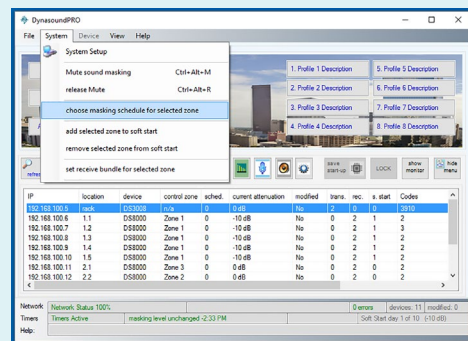 DynasoundPRO
File System Device View Help
System Setup
Mute sound masking Ctrl+Alt+M
release Mute Ctrl+Alt+R
choose masking schedule for selected zone
add selected zone to soft start
remove selected zone from soft start
set receive bundle for selected zone
1. Profile 1 Description 5. Profile 5 Description
2. Profile 2 Description 6. Profile 6 Description
3. Profile 3 Description 7. Profile 7 Description
4. Profile 4 Description 8. Profile 8 Description
save start-up LOCK show monitor hide menu
IP location device control zone sched. current attenuation modified trans. rec. s. start Codes
192.168.100.5 rack DS3008 n/a 0 0 dB No 2 0 0 3910
192.168.100.6 1.1 DS8000 Zone 1 0 -10 dB No 0 2 1 2
192.168.100.7 1.2 DS8000 Zone 1 0 -10 dB No 0 2 1 3
192.168.100.8 1.3 DS8000 Zone 1 0 -10 dB No 0 2 1 2
192.168.100.9 1.4 DS8000 Zone 1 0 -10 dB No 0 2 1 2
192.168.100.10 1.5 DS8000 Zone 1 0 -10 dB No 0 2 1 2
192.168.100.11 2.1 DS8000 Zone 3 0 0 dB No 0 2 0 2
192.168.100.12 2.2 DS8000 Zone 2 0 0 dB No 0 2 0 2
Network Network Status 100% 0 errors devices: 11 modified: 0
Timers Timers Active masking level unchanged -2:33 PM Soft Start day 1 of 10 (-10 dB)
Help: